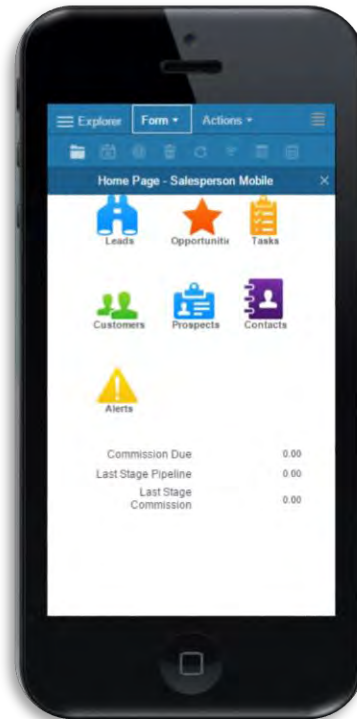 Explorer Form Actions
Home Page - Salesperson Mobile
Leads Opportunitie Tasks
Customers Prospects Contacts
Alerts
Commission Due 0.00
Last Stage Pipeline 0.00
Last Stage
Commission 0.00